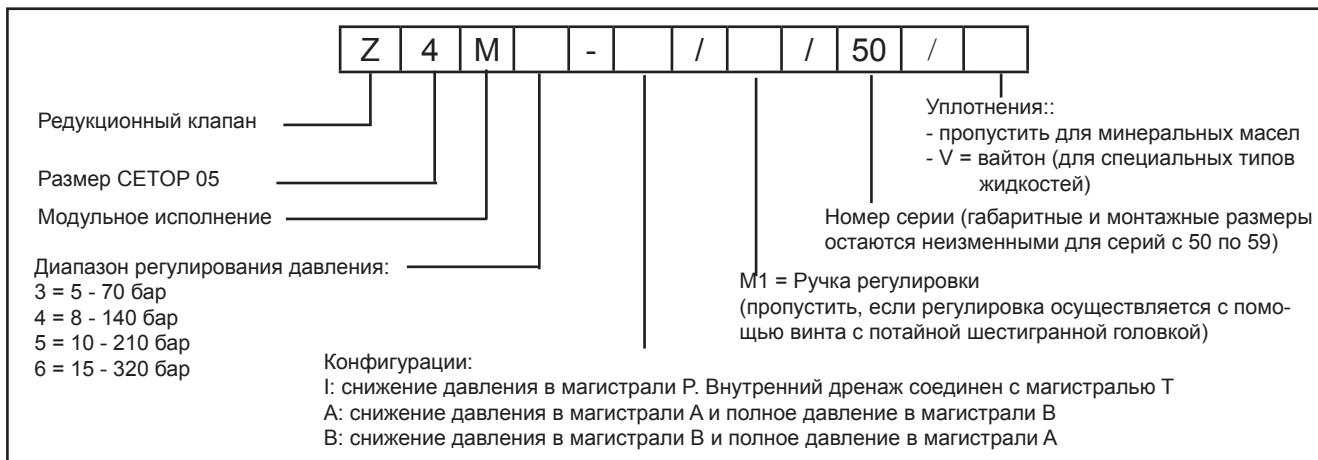 Z 4 M - / / 50 /
Редукционный клапан
Размер CETOP 05
Модульное исполнение
Диапазон регулирования давления:
3 = 5 - 70 бар
4 = 8 - 140 бар
5 = 10 - 210 бар
6 = 15 - 320 бар
Уплотнения::
- пропустить для минеральных масел
- V = вайтон (для специальных типов
жидкостей)
Номер серии (габаритные и монтажные размеры
остаются неизменными для серий с 50 по 59)
M1 = Ручка регулировки
(пропустить, если регулировка осуществляется с помо-
щью винта с потайной шестигранной головкой)
Конфигурации:
I: снижение давления в магистрали P. Внутренний дренаж соединен с магистралью T
A: снижение давления в магистрали A и полное давление в магистрали B
B: снижение давления в магистрали B и полное давление в магистрали A